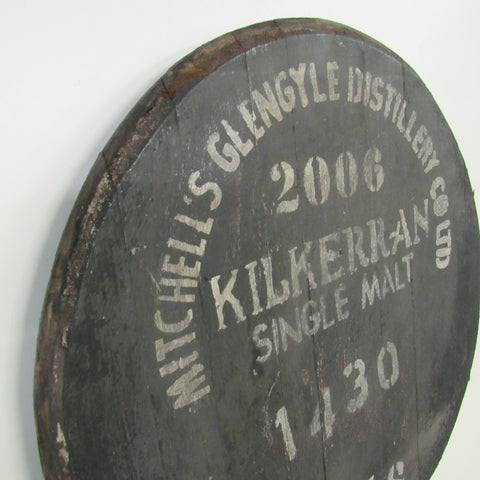 MITCHELL'S GLENGYLE DISTILLERY CO LTD
2006
KILKERRAN
SINGLE MALT
1430